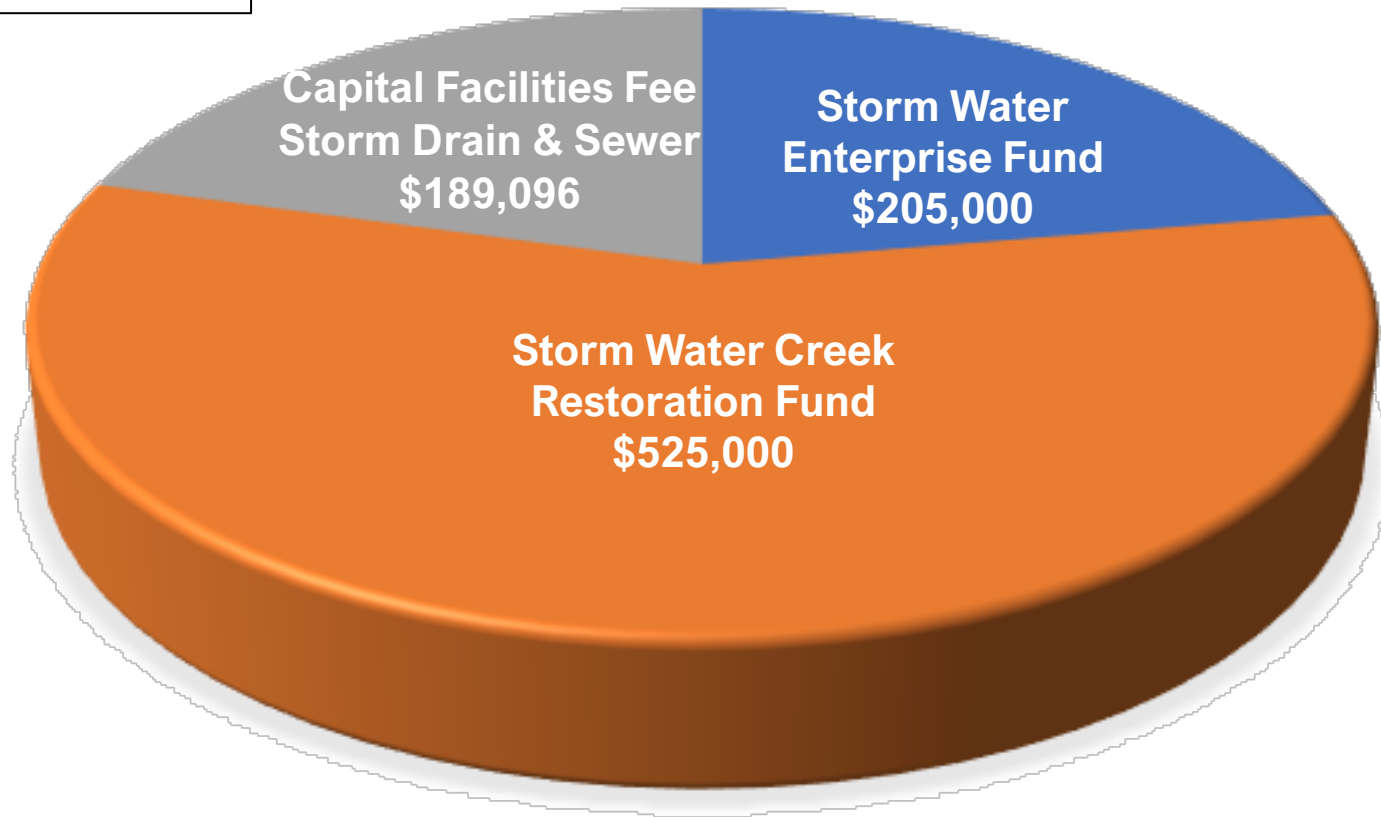 Capital Facilities Fee
Storm Drain & Sewer
$189,096
Storm Water
Enterprise Fund
$205,000
Storm Water Creek
Restoration Fund
$525,000